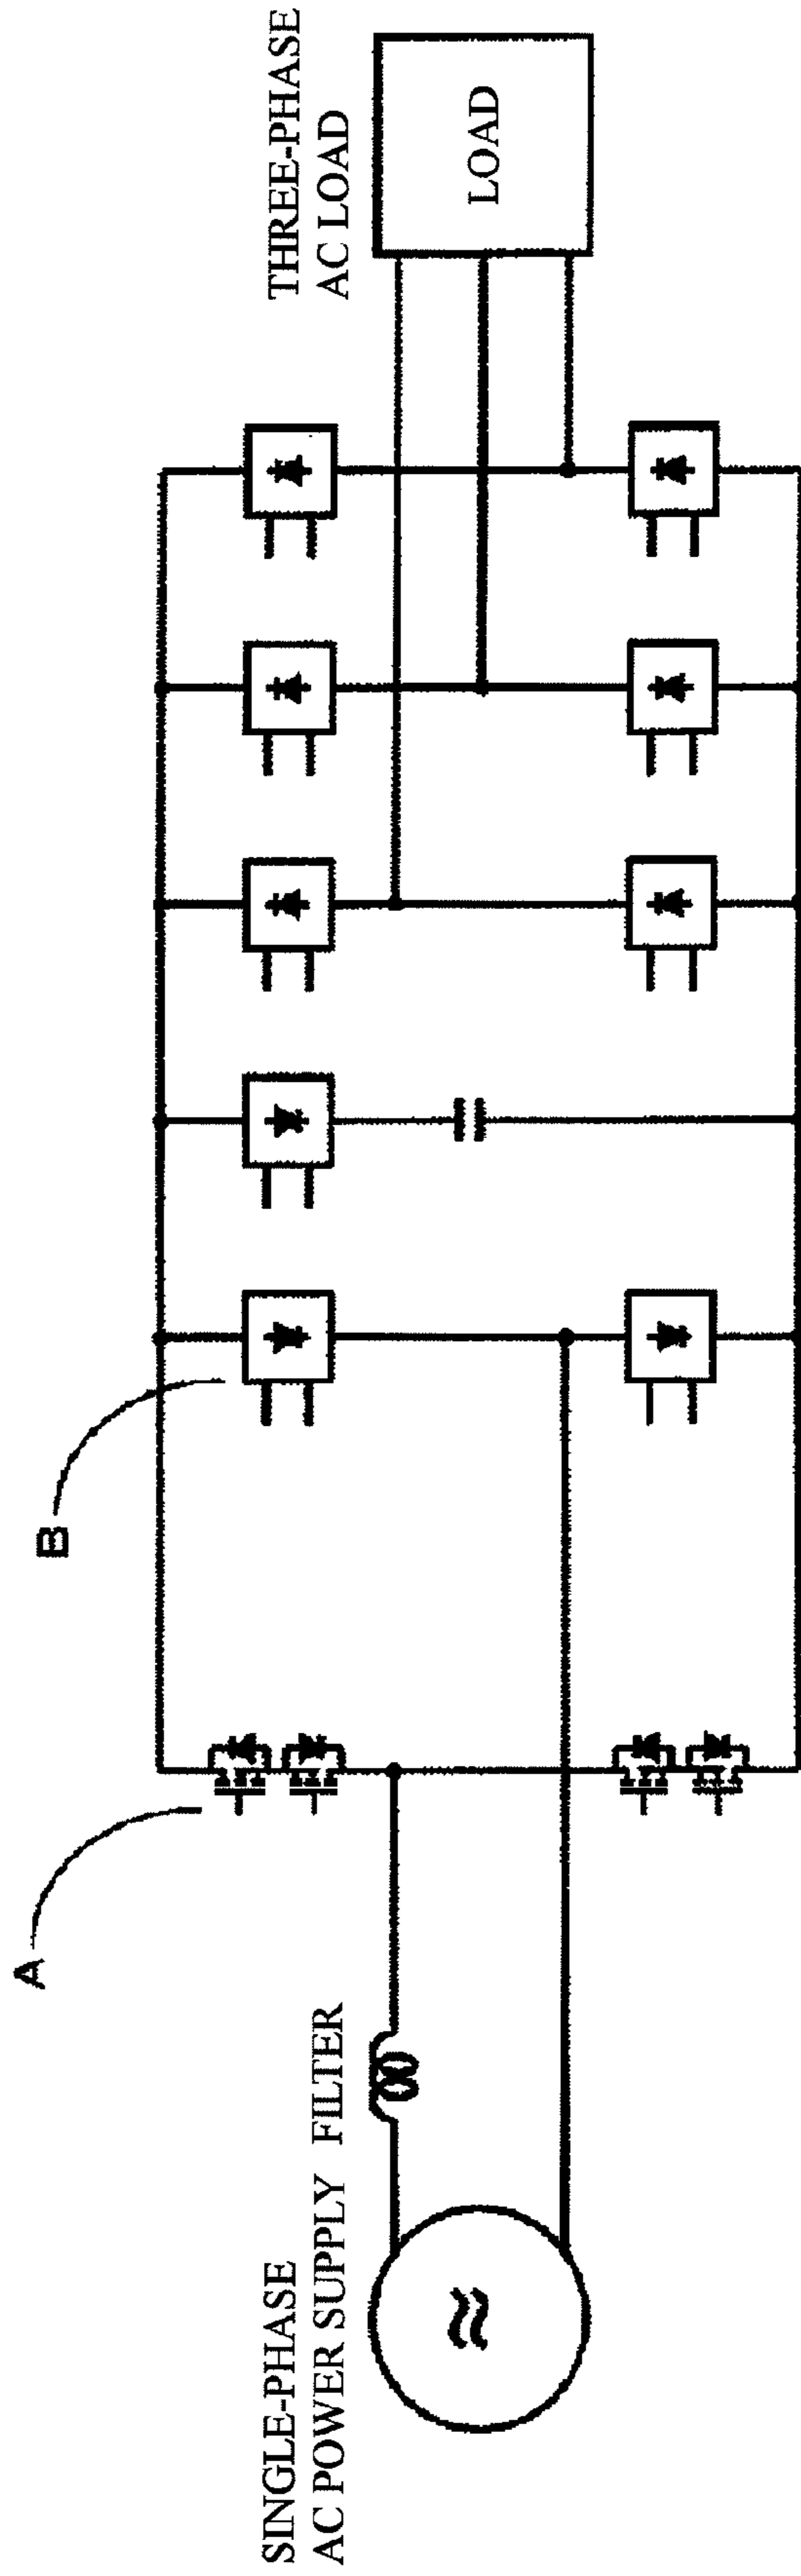 SINGLE-PHASE
AC POWER SUPPLY
FILTER
A
B
THREE-PHASE
AC LOAD
LOAD